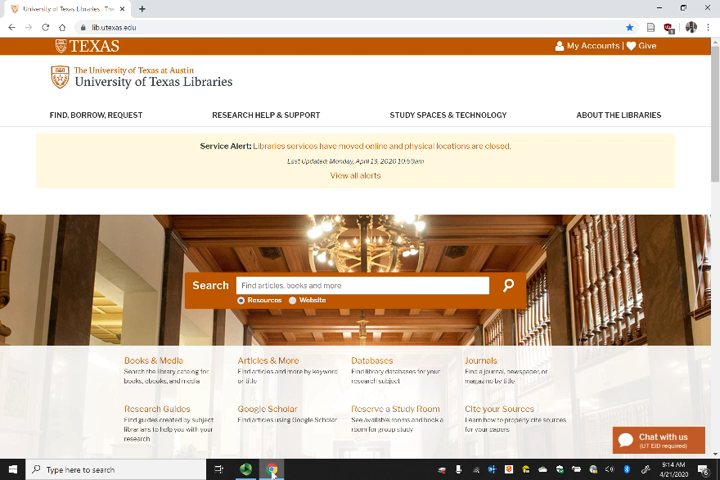 University of Texas Libraries | The
lib.utexas.edu
TEXAS
My Accounts | Give
The University of Texas at Austin
University of Texas Libraries
FIND, BORROW, REQUEST
RESEARCH HELP & SUPPORT
STUDY SPACES & TECHNOLOGY
ABOUT THE LIBRARIES
Service Alert: Libraries services have moved online and physical locations are closed.
Last Updated: Monday, April 13, 2020 10:50am
View all alerts
Search
Find articles, books and more
Resources
Website
Books & Media
Search the library catalog for
books, ebooks, and media
Articles & More
Find articles and more by keyword
or title
Databases
Find library databases for your
research subject
Journals
Find a journal, newspaper, or
magazine by title
Research Guides
Find guides created by subject
librarians to help you with your
research
Google Scholar
Find articles using Google Scholar
Reserve a Study Room
See available rooms and book a
room for group study
Cite your Sources
Learn how to properly cite sources
for your papers
Chat with us
(UT EID required)
Type here to search
9:14 AM
4/21/2020